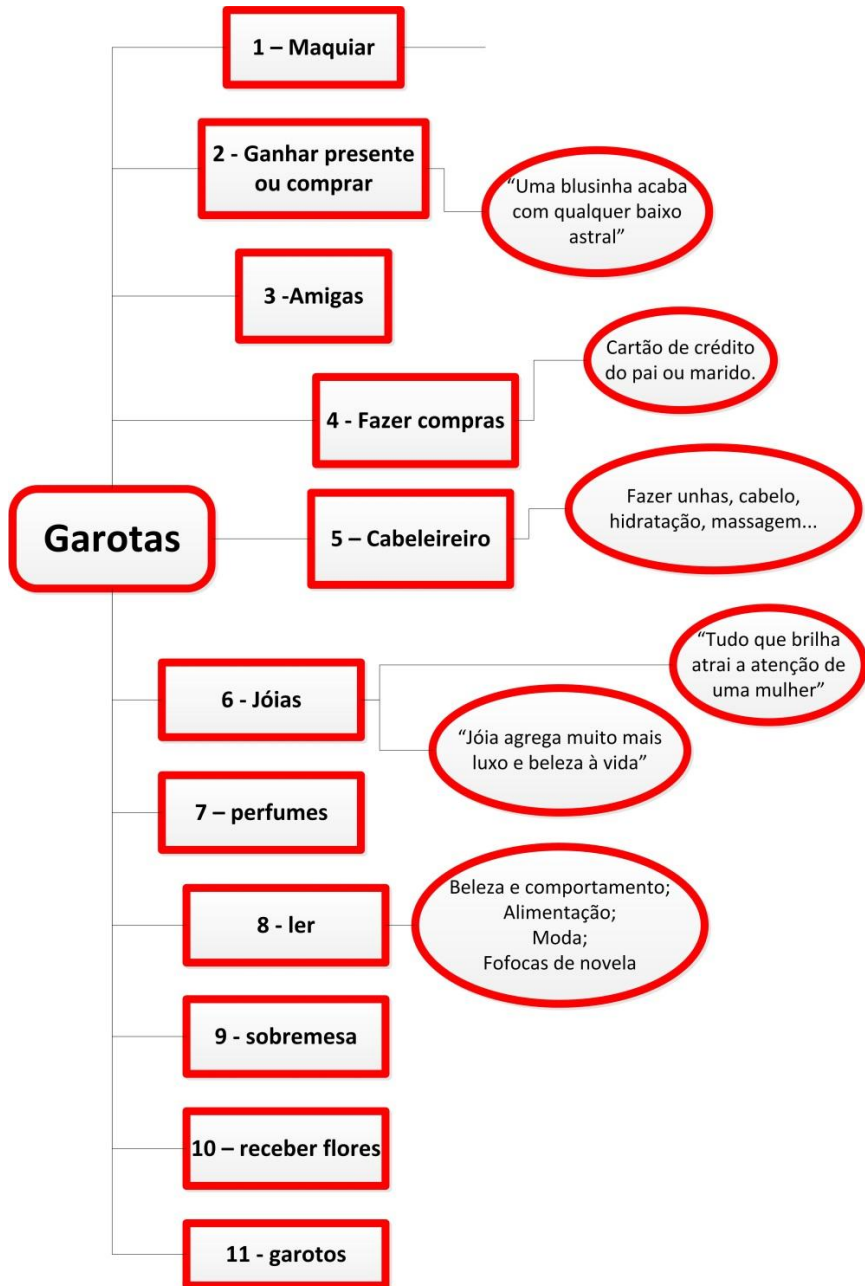 1 – Maquiar
2 - Ganhar presente
ou comprar
“Uma blusinha acaba
com qualquer baixo
astral”
3 -Amigas
Cartão de crédito
do pai ou marido.
4 - Fazer compras
Garotas
5 – Cabeleireiro
Fazer unhas, cabelo,
hidratação, massagem...
6 - Jóias
“Tudo que brilha
atrai a atenção de
uma mulher”
“Jóia agrega muito mais
luxo e beleza à vida”
7 – perfumes
8 - ler
Beleza e comportamento;
Alimentação;
Moda;
Fofocas de novela
9 - sobremesa
10 – receber flores
11 - garotos